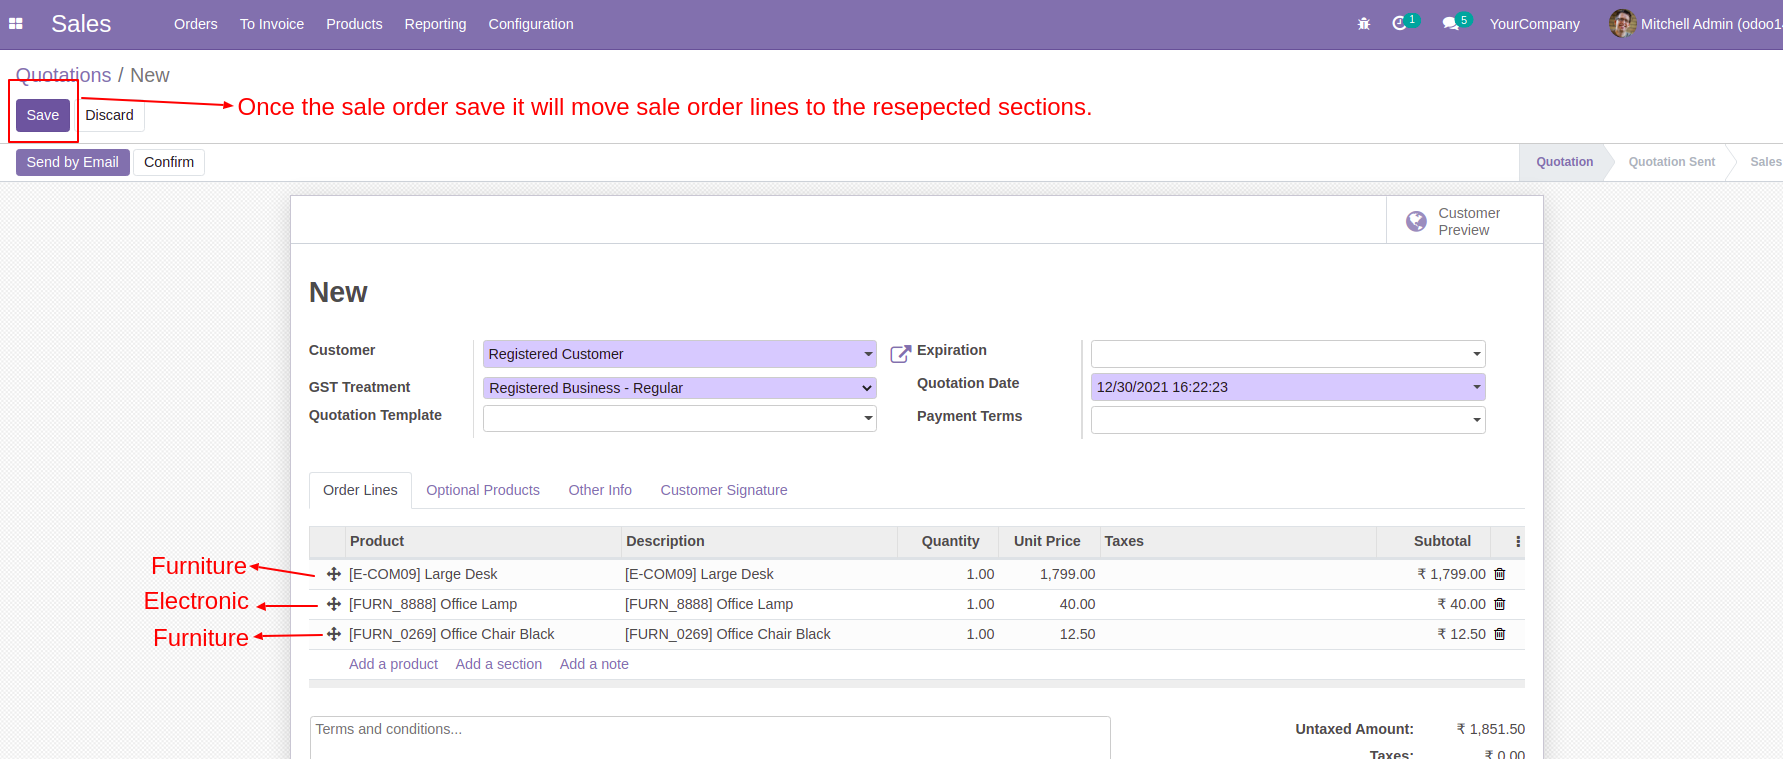 Sales Orders To Invoice Products Reporting Configuration 1 5 YourCompany Mitchell Admin (odoo1
Quotations / New
Once the sale order save it will move sale order lines to the resepected sections.
Save Discard
Send by Email Confirm Quotation Quotation Sent Sales
Customer
Preview
New
Customer Registered Customer Expiration
GST Treatment Registered Business - Regular Quotation Date 12/30/2021 16:22:23
Quotation Template Payment Terms
Order Lines Optional Products Other Info Customer Signature
Product Description Quantity Unit Price Taxes Subtotal
Furniture [E-COM09] Large Desk [E-COM09] Large Desk 1.00 1,799.00 ₹ 1,799.00
Electronic [FURN_8888] Office Lamp [FURN_8888] Office Lamp 1.00 40.00 ₹ 40.00
Furniture [FURN_0269] Office Chair Black [FURN_0269] Office Chair Black 1.00 12.50 ₹ 12.50
Add a product Add a section Add a note
Terms and conditions... Untaxed Amount: ₹ 1,851.50
Taxes: ₹ 0.00